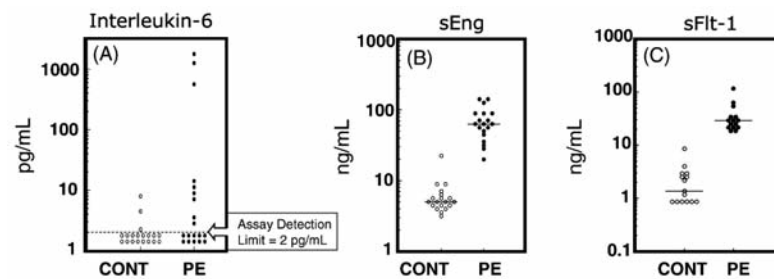 Interleukin-6
sEng
sFlt-1
(A)
1000
100
10
1
pg/mL
CONT PE
Assay Detection
Limit = 2 pg/mL
(B)
1000
100
10
1
ng/mL
CONT PE
(C)
1000
100
10
1
0.1
ng/mL
CONT PE